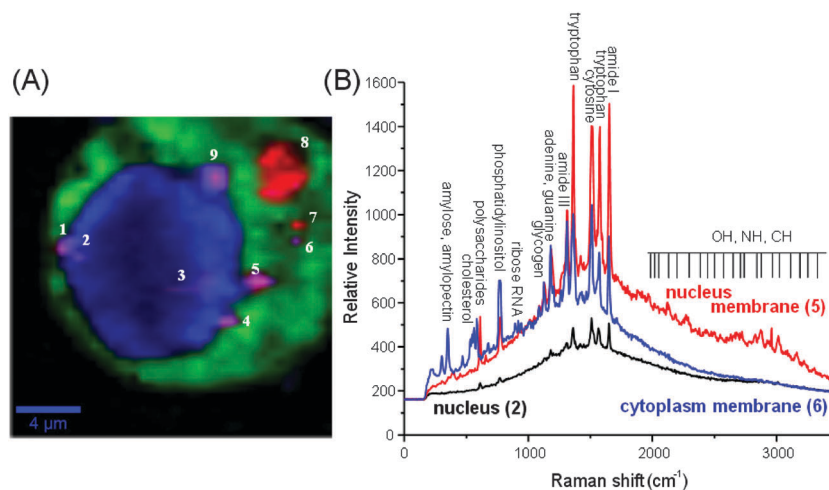 (A)
1
2
3
4
5
6
7
8
9
4 µm
(B)
Relative Intensity
1600
1400
1200
1000
800
600
400
200
0
1000
2000
3000
Raman shift (cm-1)
amylose, amylopectin
cholesterol
polysaccharides
phosphatidylinositol
ribose RNA
glycogen
adenine, guanine
amide III
tryptophan
cytosine
tryptophan
amide I
OH, NH, CH
nucleus
membrane (5)
nucleus (2)
cytoplasm membrane (6)